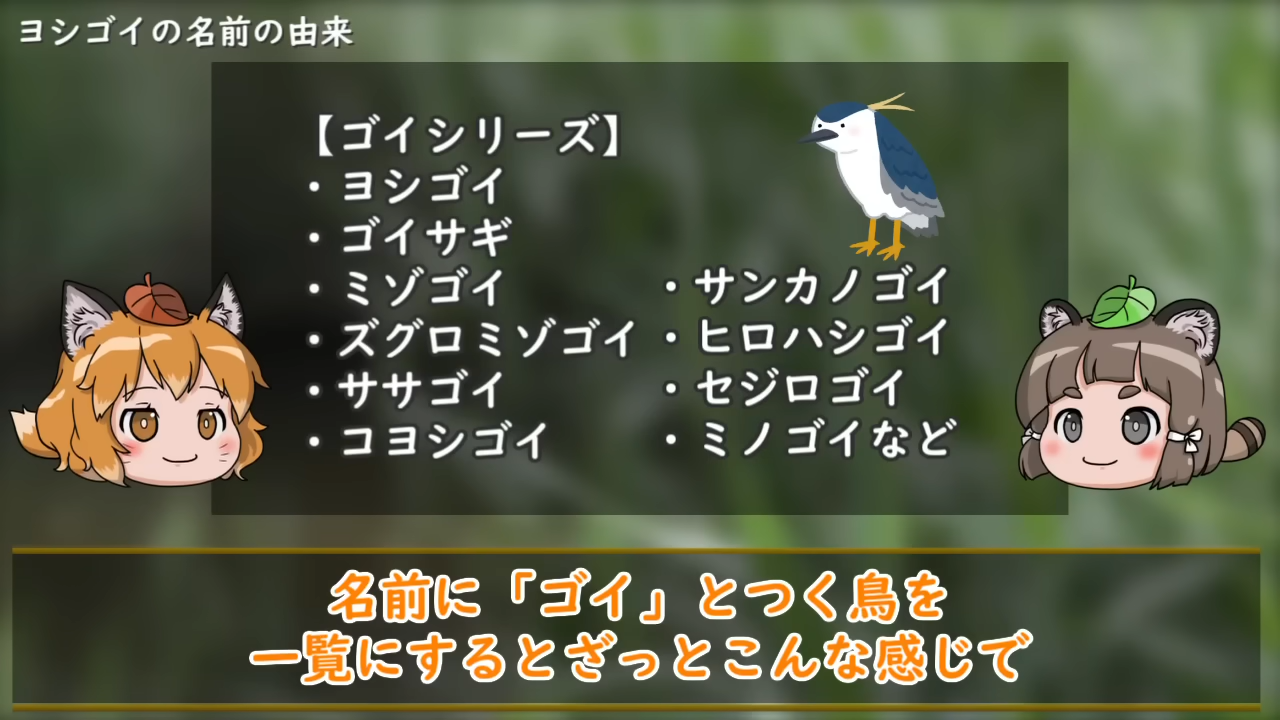 ヨシゴイの名前の由来
【ゴイシリーズ】
・ヨシゴイ
・ゴイサギ
・ミゾゴイ
・ズグロミゾゴイ
・ササゴイ
・コヨシゴイ
・サンカノゴイ
・ヒロハシゴイ
・セジロゴイ
・ミノゴイなど
名前に「ゴイ」とつく鳥を
一覧にするとざっとこんな感じで